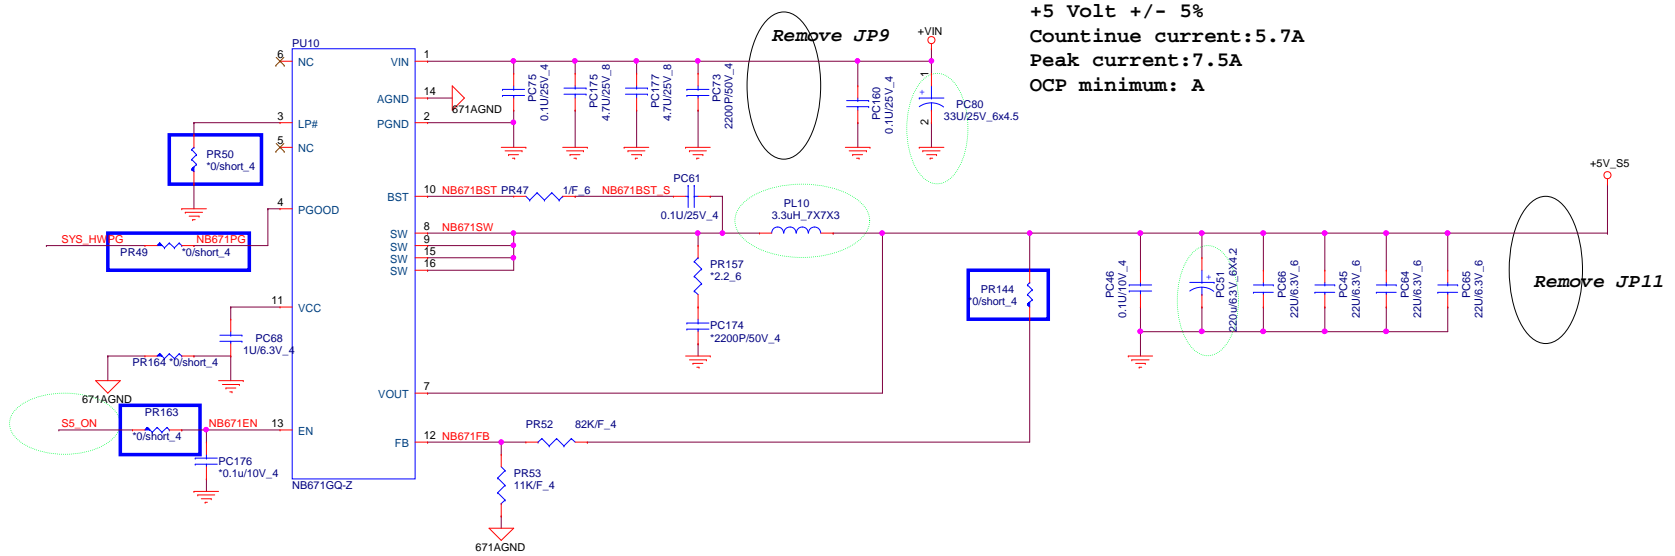 +5 Volt +/- 5%
Countinue current:5.7A
Peak current:7.5A
OCP minimum: A
Remove JP9
+VIN
PU10
6
NC
VIN
1
PC75
0.1U/25V_4
PC175
4.7U/25V_8
PC177
4.7U/25V_8
PC73
2200P/50V_4
PC160
0.1U/25V_4
1
PC80
33U/25V_6x4.5
2
AGND
14
671AGND
3
LP#
PGND
2
5
NC
PR50
*0/short_4
+5V_S5
BST
10
NB671BST
PR47
1/F_6
NB671BST_S
PC61
0.1U/25V_4
PL10
3.3uH_7X7X3
4
PGOOD
SW
8
NB671SW
SW
9
SW
15
SW
16
SYS_HWPG
NB671PG
PR49
*0/short_4
PR157
*2.2_6
PC174
*2200P/50V_4
PR144
*0/short_4
PC46
0.1U/10V_4
PC51
220u/6.3V_6X4.2
PC66
22U/6.3V_6
PC45
22U/6.3V_6
PC64
22U/6.3V_6
PC65
22U/6.3V_6
Remove JP11
11
VCC
PC68
1U/6.3V_4
PR164
*0/short_4
671AGND
VOUT
7
S5_ON
PR163
*0/short_4
NB671EN
13
EN
PC176
*0.1u/10V_4
FB
12
NB671FB
PR52
82K/F_4
PR53
11K/F_4
NB671GQ-Z
671AGND